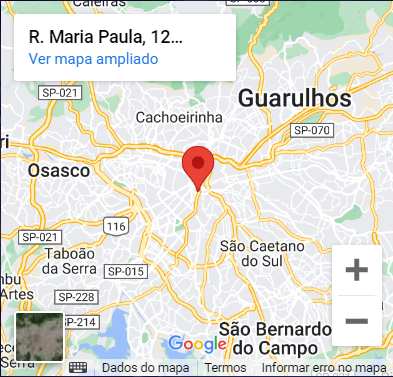 Caieiras
R. Maria Paula, 12…
Ver mapa ampliado
SP-021
Cachoeirinha
Guarulhos
SP-070
Osasco
116
SP-021
Taboão
da Serra
SP-015
São Caetano
do Sul
SP-228
SP-214
Artes
Serra
São Bernardo
do Campo
Google
Dados do mapa
Termos
Informar erro no mapa